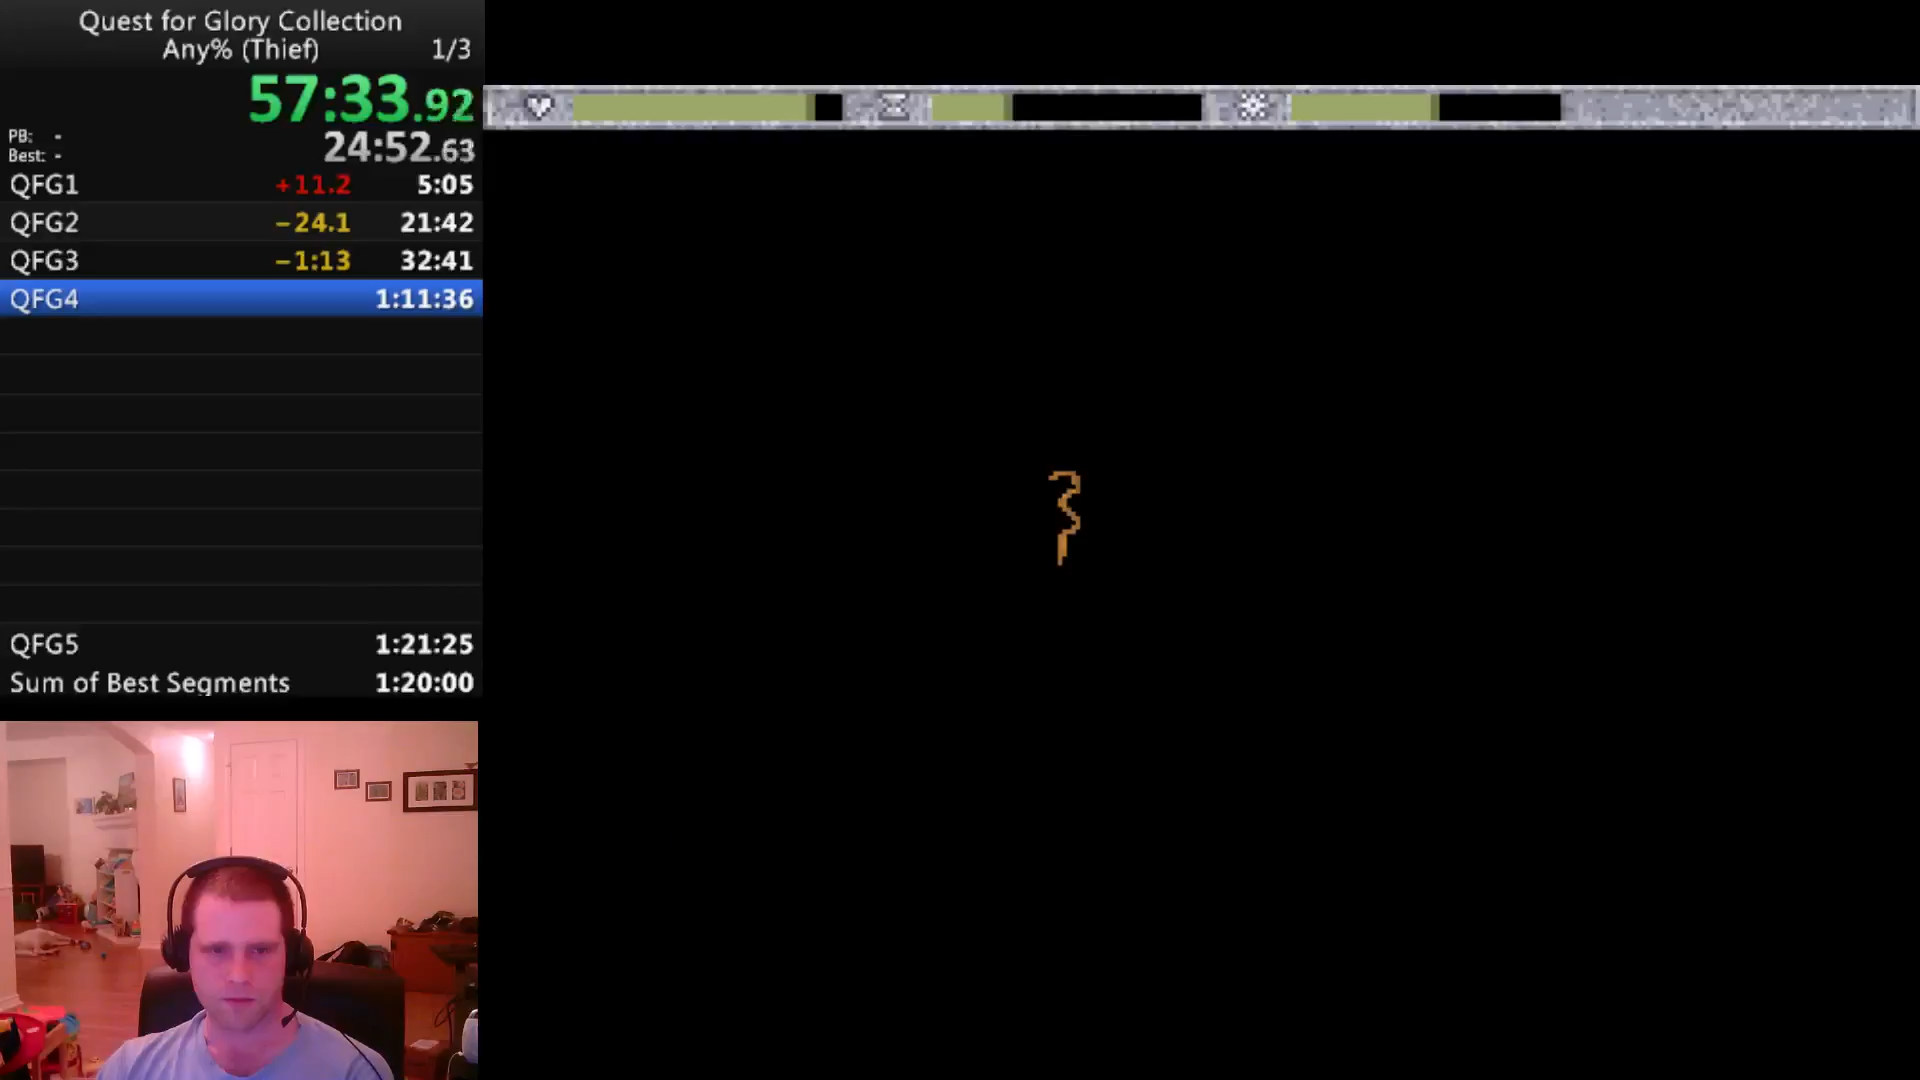 Quest for Glory Collection
Any% (Thief) 1/3
57:33.92
PB: -
Best: -
24:52.63
QFG1 +11.2 5:05
QFG2 −24.1 21:42
QFG3 −1:13 32:41
QFG4 1:11:36
QFG5 1:21:25
Sum of Best Segments 1:20:00